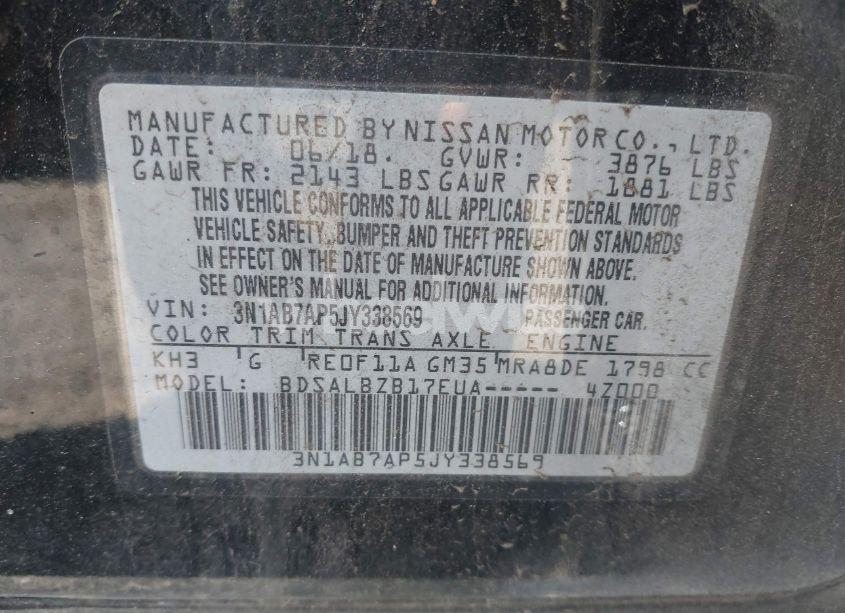 MANUFACTURED BY NISSAN MOTOR CO., LTD.
DATE: 06/18. GVWR: 3876 LBS
GAWR FR: 2143 LBS GAWR RR: 1881 LBS
THIS VEHICLE CONFORMS TO ALL APPLICABLE FEDERAL MOTOR
VEHICLE SAFETY, BUMPER AND THEFT PREVENTION STANDARDS
IN EFFECT ON THE DATE OF MANUFACTURE SHOWN ABOVE.
SEE OWNER'S MANUAL FOR ADDITIONAL INFORMATION.
VIN: 3N1AB7AP5JY338569 PASSENGER CAR.
COLOR TRIM TRANS AXLE ENGINE
KH3 G RE0F11A GM35 MRA8DE 1798 CC
MODEL: BDSALBZB17EUA----- 4Z000
3N1AB7AP5JY338569